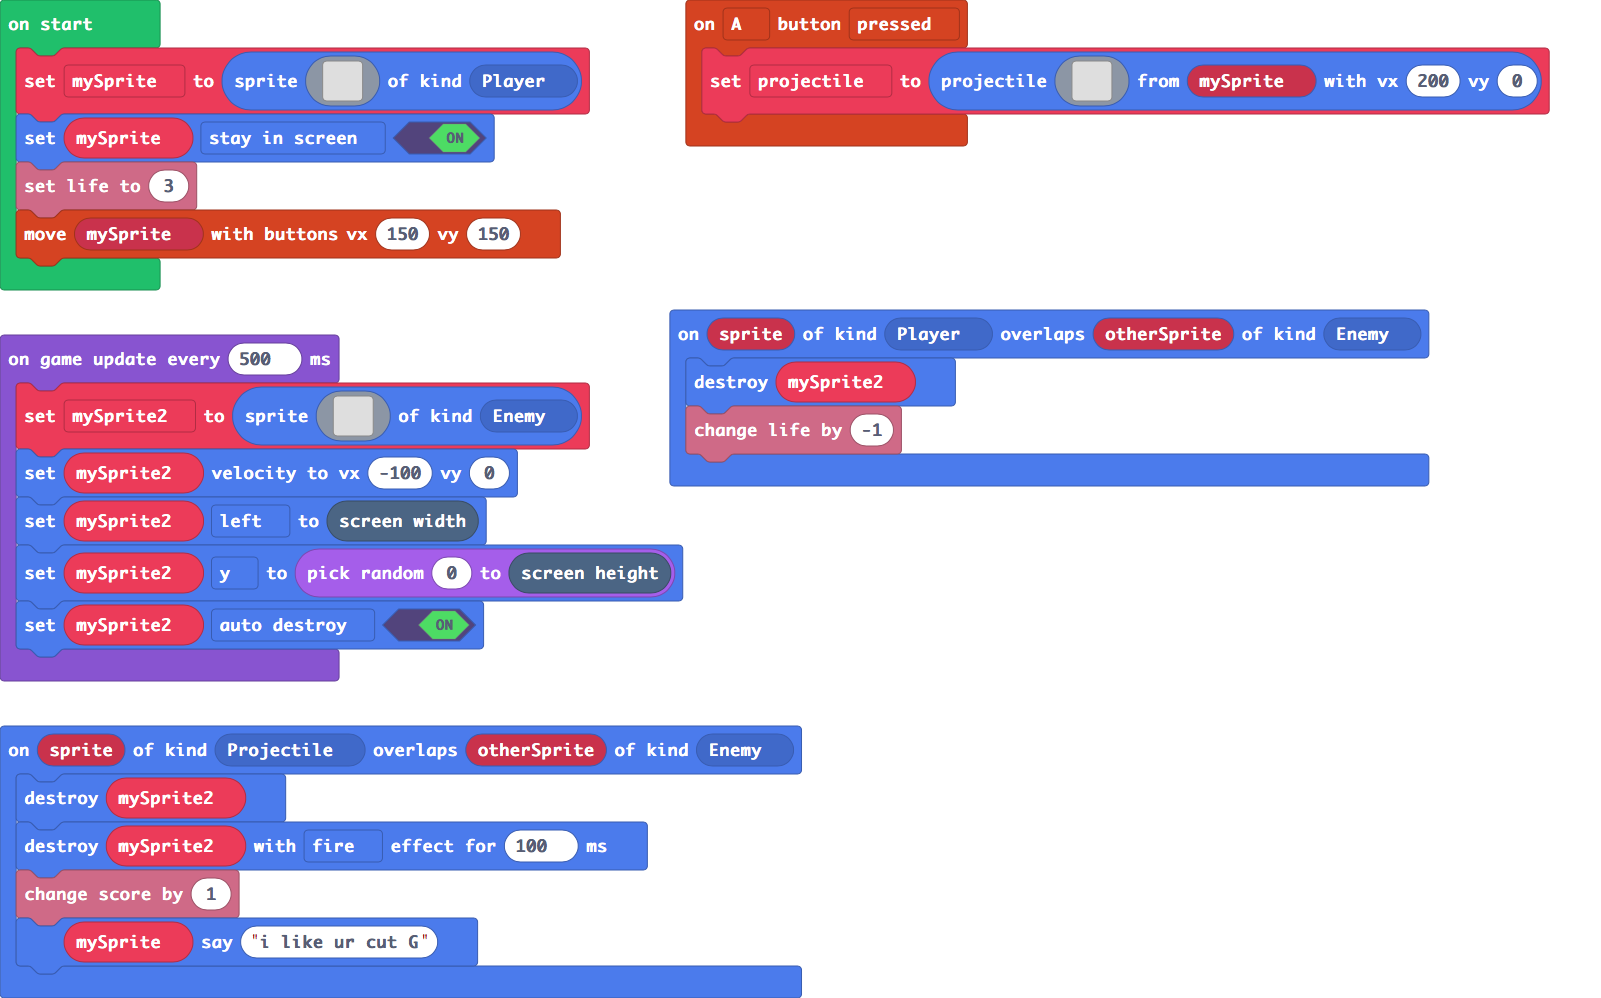 on start
set mySprite to sprite of kind Player
set mySprite stay in screen ON
set life to 3
move mySprite with buttons vx 150 vy 150
on A button pressed
set projectile to projectile from mySprite with vx 200 vy 0
on game update every 500 ms
set mySprite2 to sprite of kind Enemy
set mySprite2 velocity to vx -100 vy 0
set mySprite2 left to screen width
set mySprite2 y to pick random 0 to screen height
set mySprite2 auto destroy ON
on sprite of kind Player overlaps otherSprite of kind Enemy
destroy mySprite2
change life by -1
on sprite of kind Projectile overlaps otherSprite of kind Enemy
destroy mySprite2
destroy mySprite2 with fire effect for 100 ms
change score by 1
mySprite say "i like ur cut G"